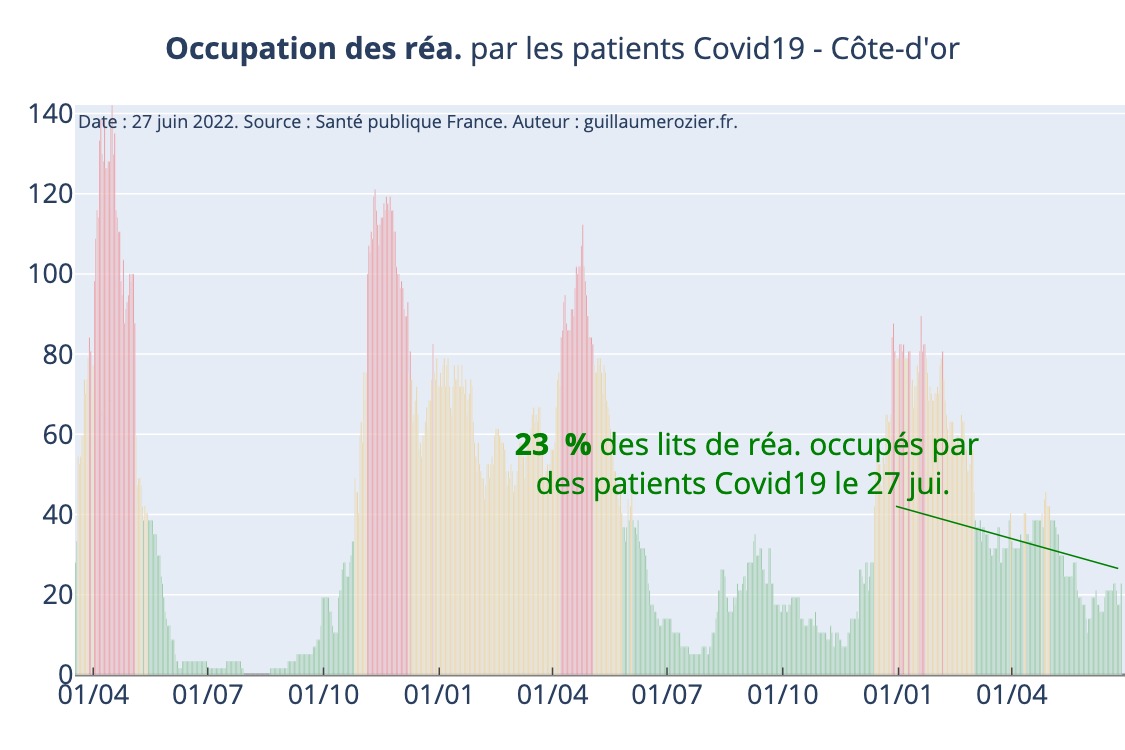 Occupation des réa. par les patients Covid19 - Côte-d'or
140
Date : 27 juin 2022. Source : Santé publique France. Auteur : guillaumerozier.fr.
120
100
80
60
23  % des lits de réa. occupés par
des patients Covid19 le 27 jui.
40
20
0
01/04 01/07 01/10 01/01 01/04 01/07 01/10 01/01 01/04